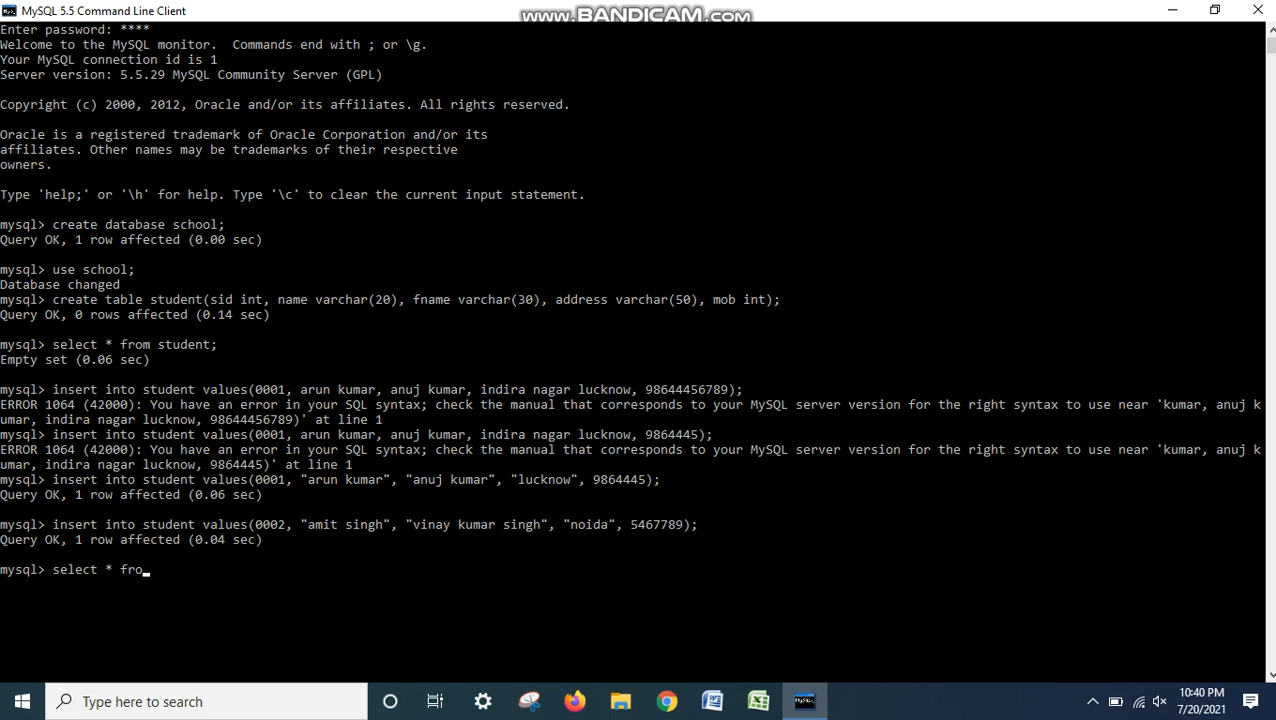 MySQL 5.5 Command Line Client
www.BANDICAM.com
Enter password: ****
Welcome to the MySQL monitor.  Commands end with ; or \g.
Your MySQL connection id is 1
Server version: 5.5.29 MySQL Community Server (GPL)
Copyright (c) 2000, 2012, Oracle and/or its affiliates. All rights reserved.
Oracle is a registered trademark of Oracle Corporation and/or its
affiliates. Other names may be trademarks of their respective
owners.
Type 'help;' or '\h' for help. Type '\c' to clear the current input statement.
mysql> create database school;
Query OK, 1 row affected (0.00 sec)
mysql> use school;
Database changed
mysql> create table student(sid int, name varchar(20), fname varchar(30), address varchar(50), mob int);
Query OK, 0 rows affected (0.14 sec)
mysql> select * from student;
Empty set (0.06 sec)
mysql> insert into student values(0001, arun kumar, anuj kumar, indira nagar lucknow, 98644456789);
ERROR 1064 (42000): You have an error in your SQL syntax; check the manual that corresponds to your MySQL server version for the right syntax to use near 'kumar, anuj k
umar, indira nagar lucknow, 98644456789)' at line 1
mysql> insert into student values(0001, arun kumar, anuj kumar, indira nagar lucknow, 9864445);
ERROR 1064 (42000): You have an error in your SQL syntax; check the manual that corresponds to your MySQL server version for the right syntax to use near 'kumar, anuj k
umar, indira nagar lucknow, 9864445)' at line 1
mysql> insert into student values(0001, "arun kumar", "anuj kumar", "lucknow", 9864445);
Query OK, 1 row affected (0.06 sec)
mysql> insert into student values(0002, "amit singh", "vinay kumar singh", "noida", 5467789);
Query OK, 1 row affected (0.04 sec)
mysql> select * fro_
Type here to search
10:40 PM
7/20/2021